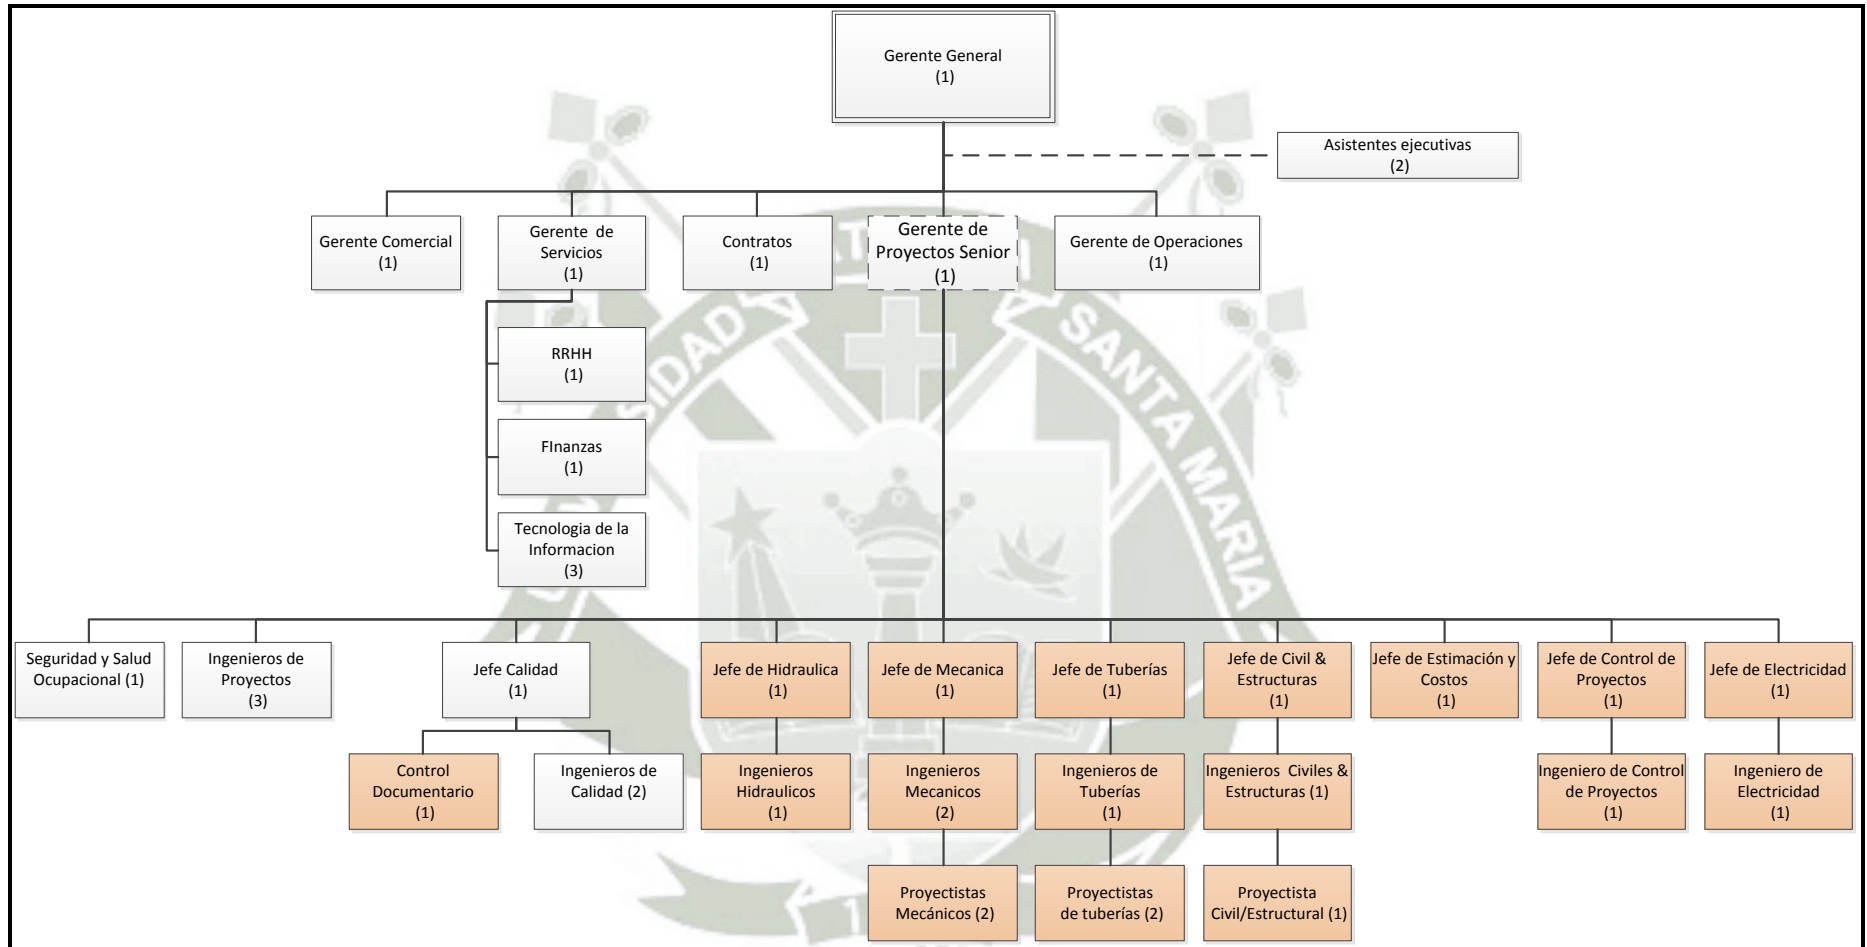 Gerente General
(1)
Asistentes ejecutivas
(2)
Gerente Comercial
(1)
Gerente de
Servicios
(1)
Contratos
(1)
Gerente de
Proyectos Senior
(1)
Gerente de Operaciones
(1)
RRHH
(1)
FInanzas
(1)
Tecnologia de la
Informacion
(3)
Seguridad y Salud
Ocupacional (1)
Ingenieros de
Proyectos
(3)
Jefe Calidad
(1)
Jefe de Hidraulica
(1)
Jefe de Mecanica
(1)
Jefe de Tuberías
(1)
Jefe de Civil &
Estructuras
(1)
Jefe de Estimación y
Costos
(1)
Jefe de Control de
Proyectos
(1)
Jefe de Electricidad
(1)
Control
Documentario
(1)
Ingenieros de
Calidad (2)
Ingenieros
Hidraulicos
(1)
Ingenieros
Mecanicos
(2)
Ingenieros de
Tuberías
(1)
Ingenieros Civiles &
Estructuras (1)
Ingeniero de Control
de Proyectos
(1)
Ingeniero de
Electricidad
(1)
Proyectistas
Mecánicos (2)
Proyectistas
de tuberías (2)
Proyectista
Civil/Estructural (1)
SANTA MARIA